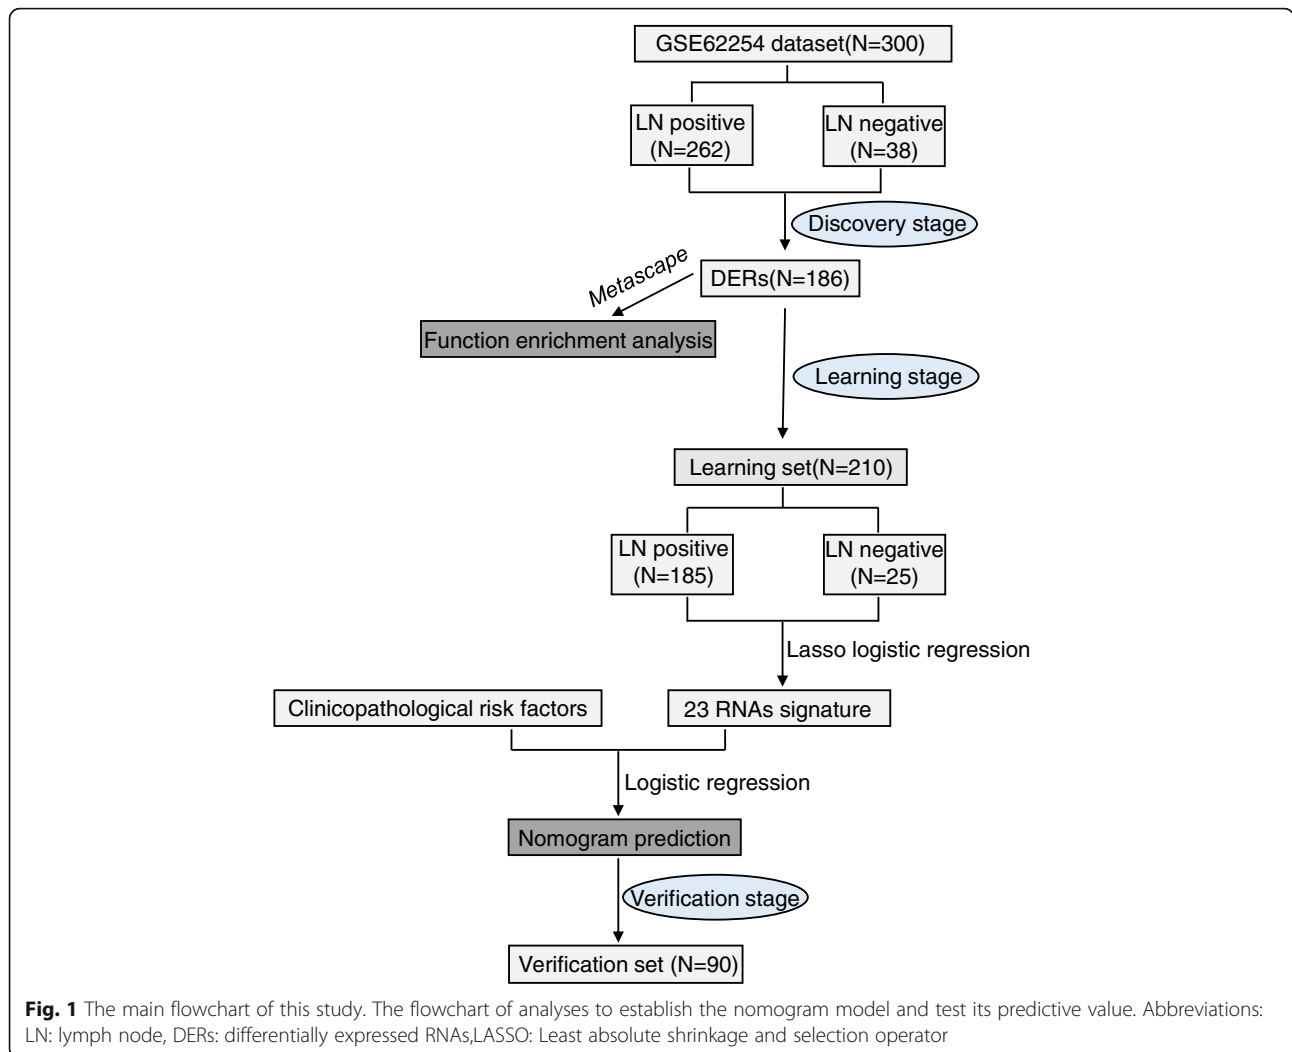 GSE62254 dataset(N=300)
LN positive
(N=262)
LN negative
(N=38)
Discovery stage
DERs(N=186)
Metascape
Function enrichment analysis
Learning stage
Learning set(N=210)
LN positive
(N=185)
LN negative
(N=25)
Lasso logistic regression
Clinicopathological risk factors
23 RNAs signature
Logistic regression
Nomogram prediction
Verification stage
Verification set (N=90)
Fig. 1 The main flowchart of this study. The flowchart of analyses to establish the nomogram model and test its predictive value. Abbreviations:
LN: lymph node, DERs: differentially expressed RNAs,LASSO: Least absolute shrinkage and selection operator